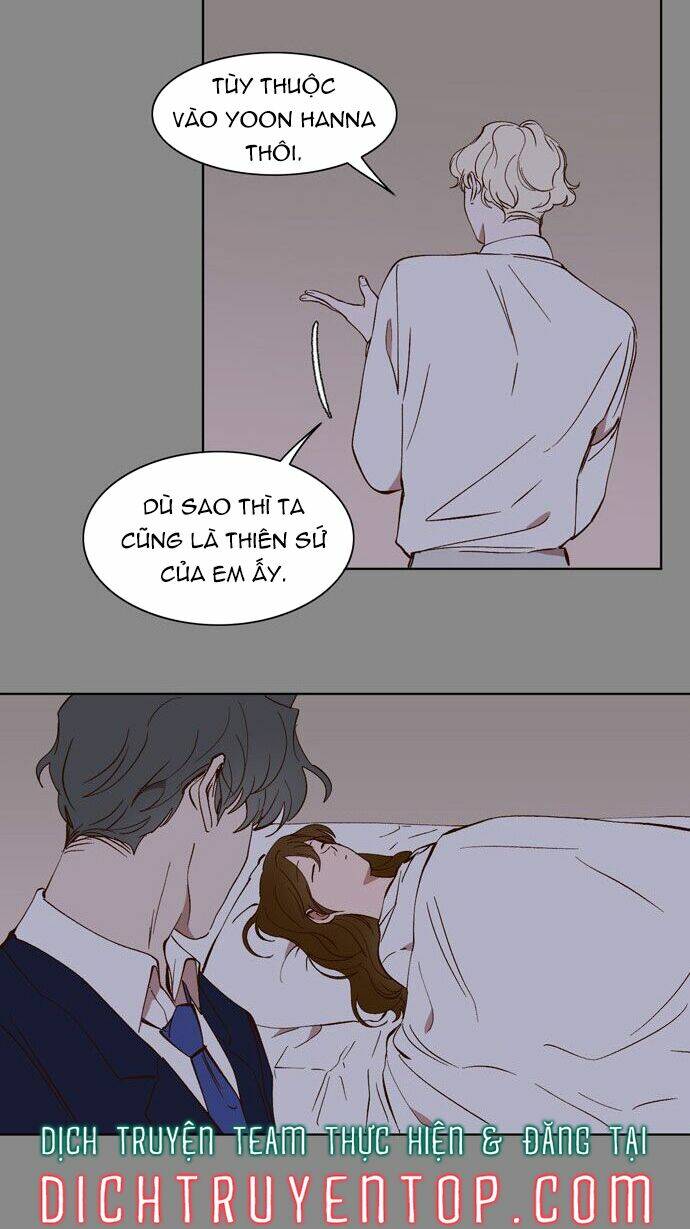 TÙY THUỘC
VÀO YOON HANNA
THÔI.
DÙ SAO THÌ TA
CŨNG LÀ THIÊN SỨ
CỦA EM ẤY.
DỊCH TRUYỆN TEAM THỰC HIỆN & ĐĂNG TẠI
DICHTRUYENTOP.COM